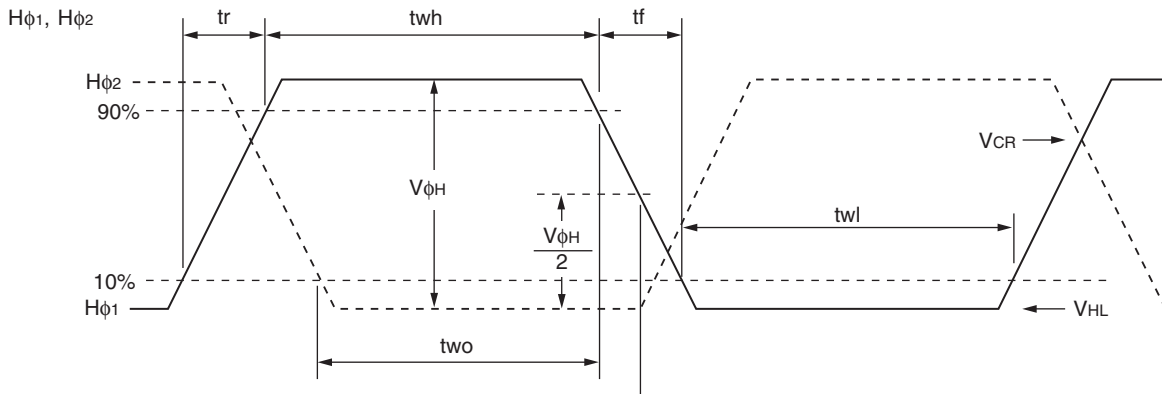 Hϕ1, Hϕ2
tr
twh
tf
Hϕ2
90%
VCR
VϕH
twl
VϕH
2
10%
Hϕ1
VHL
two